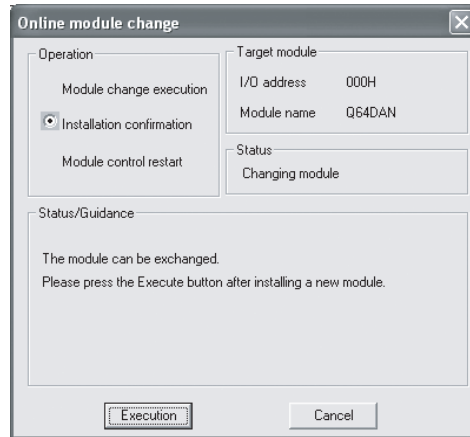 Online module change
Operation
Module change execution
Installation confirmation
Module control restart
Target module
I/O address 000H
Module name Q64DAN
Status
Changing module
Status/Guidance
The module can be exchanged.
Please press the Execute button after installing a new module.
Execution
Cancel